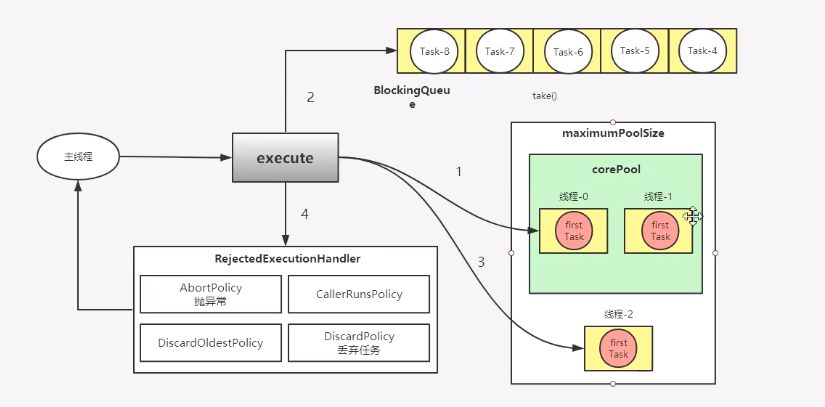 Task-8
Task-7
Task-6
Task-5
Task-4
BlockingQueu
e
take()
2
maximumPoolSize
corePool
主线程
execute
1
线程-0
线程-1
first
Task
first
Task
4
3
RejectedExecutionHandler
AbortPolicy
抛异常
CallerRunsPolicy
DiscardOldestPolicy
DiscardPolicy
丢弃任务
线程-2
first
Task